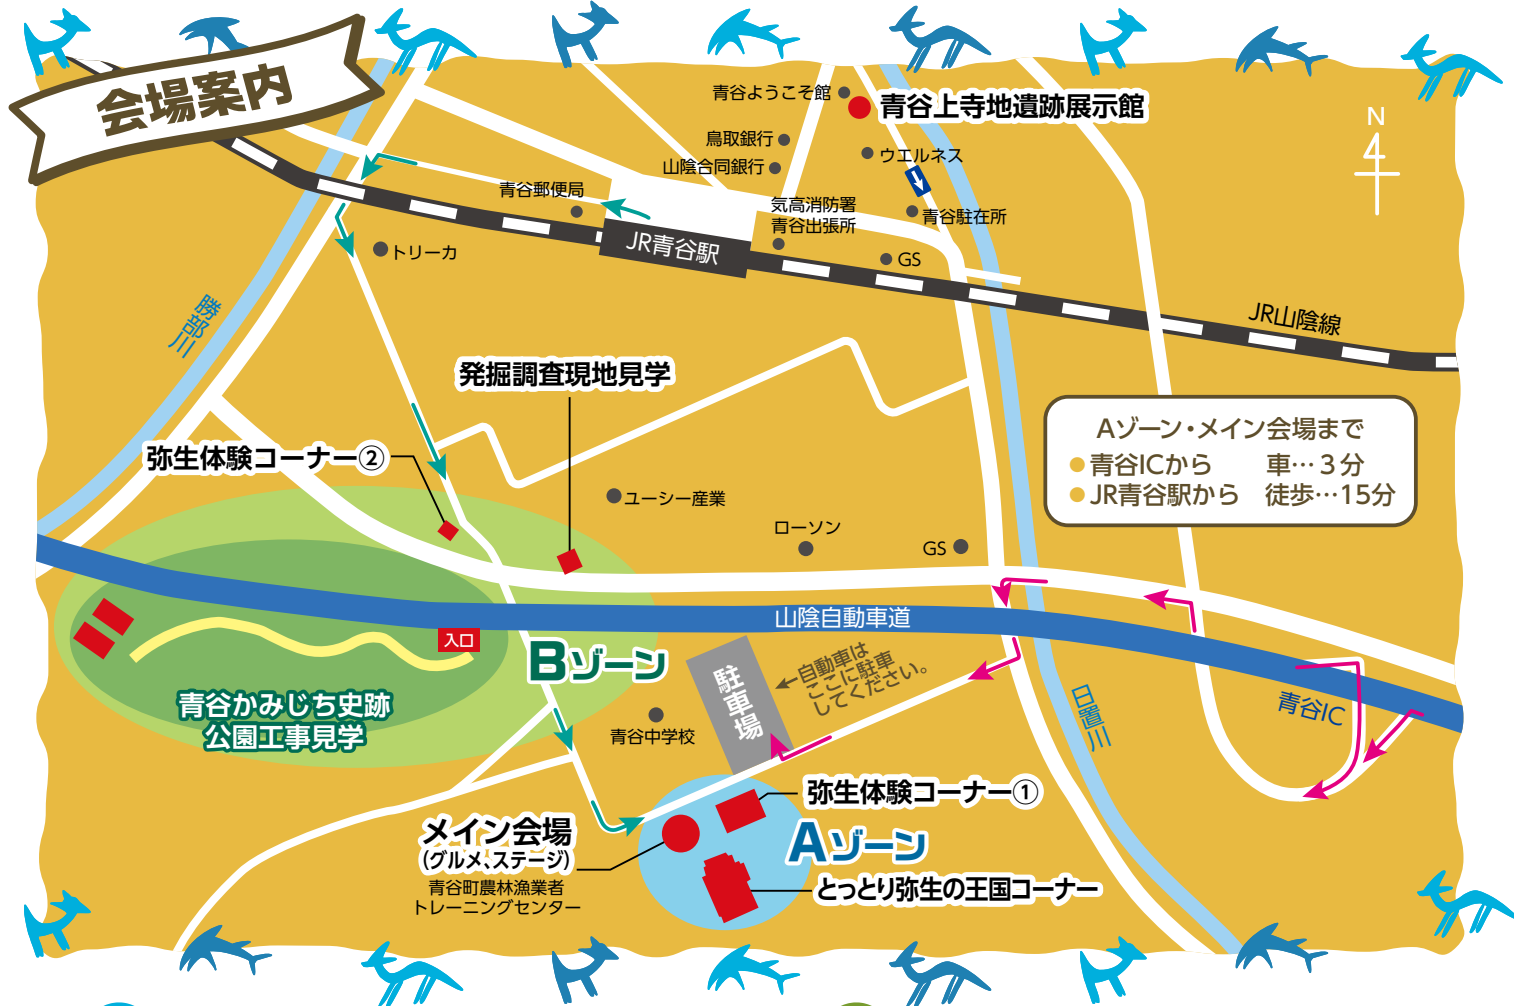 会場案内
青谷ようこそ館
青谷上寺地遺跡展示館
N
鳥取銀行
山陰合同銀行
ウエルネス
青谷郵便局
気高消防署
青谷出張所
青谷駐在所
JR青谷駅
トリーカ
GS
勝部川
JR山陰線
発掘調査現地見学
Aゾーン・メイン会場まで
青谷ICから 車…3分
JR青谷駅から 徒歩…15分
弥生体験コーナー②
ユーシー産業
ローソン
GS
山陰自動車道
入口
Bゾーン
駐車場
自動車は
ここに駐車
してください。
青谷かみじち史跡
公園工事見学
青谷中学校
日置川
青谷IC
弥生体験コーナー①
メイン会場
(グルメ、ステージ)
青谷町農林漁業者
トレーニングセンター
Aゾーン
とっとり弥生の王国コーナー